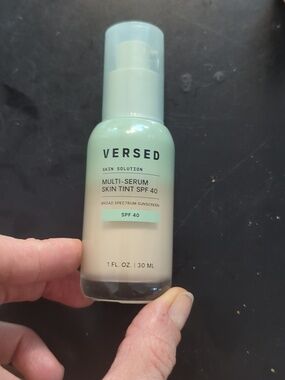 VERSED
SKIN SOLUTION
MULTI-SERUM
SKIN TINT SPF 40
BROAD SPECTRUM SUNSCREEN
SPF 40
1 FL. OZ. | 30 ML